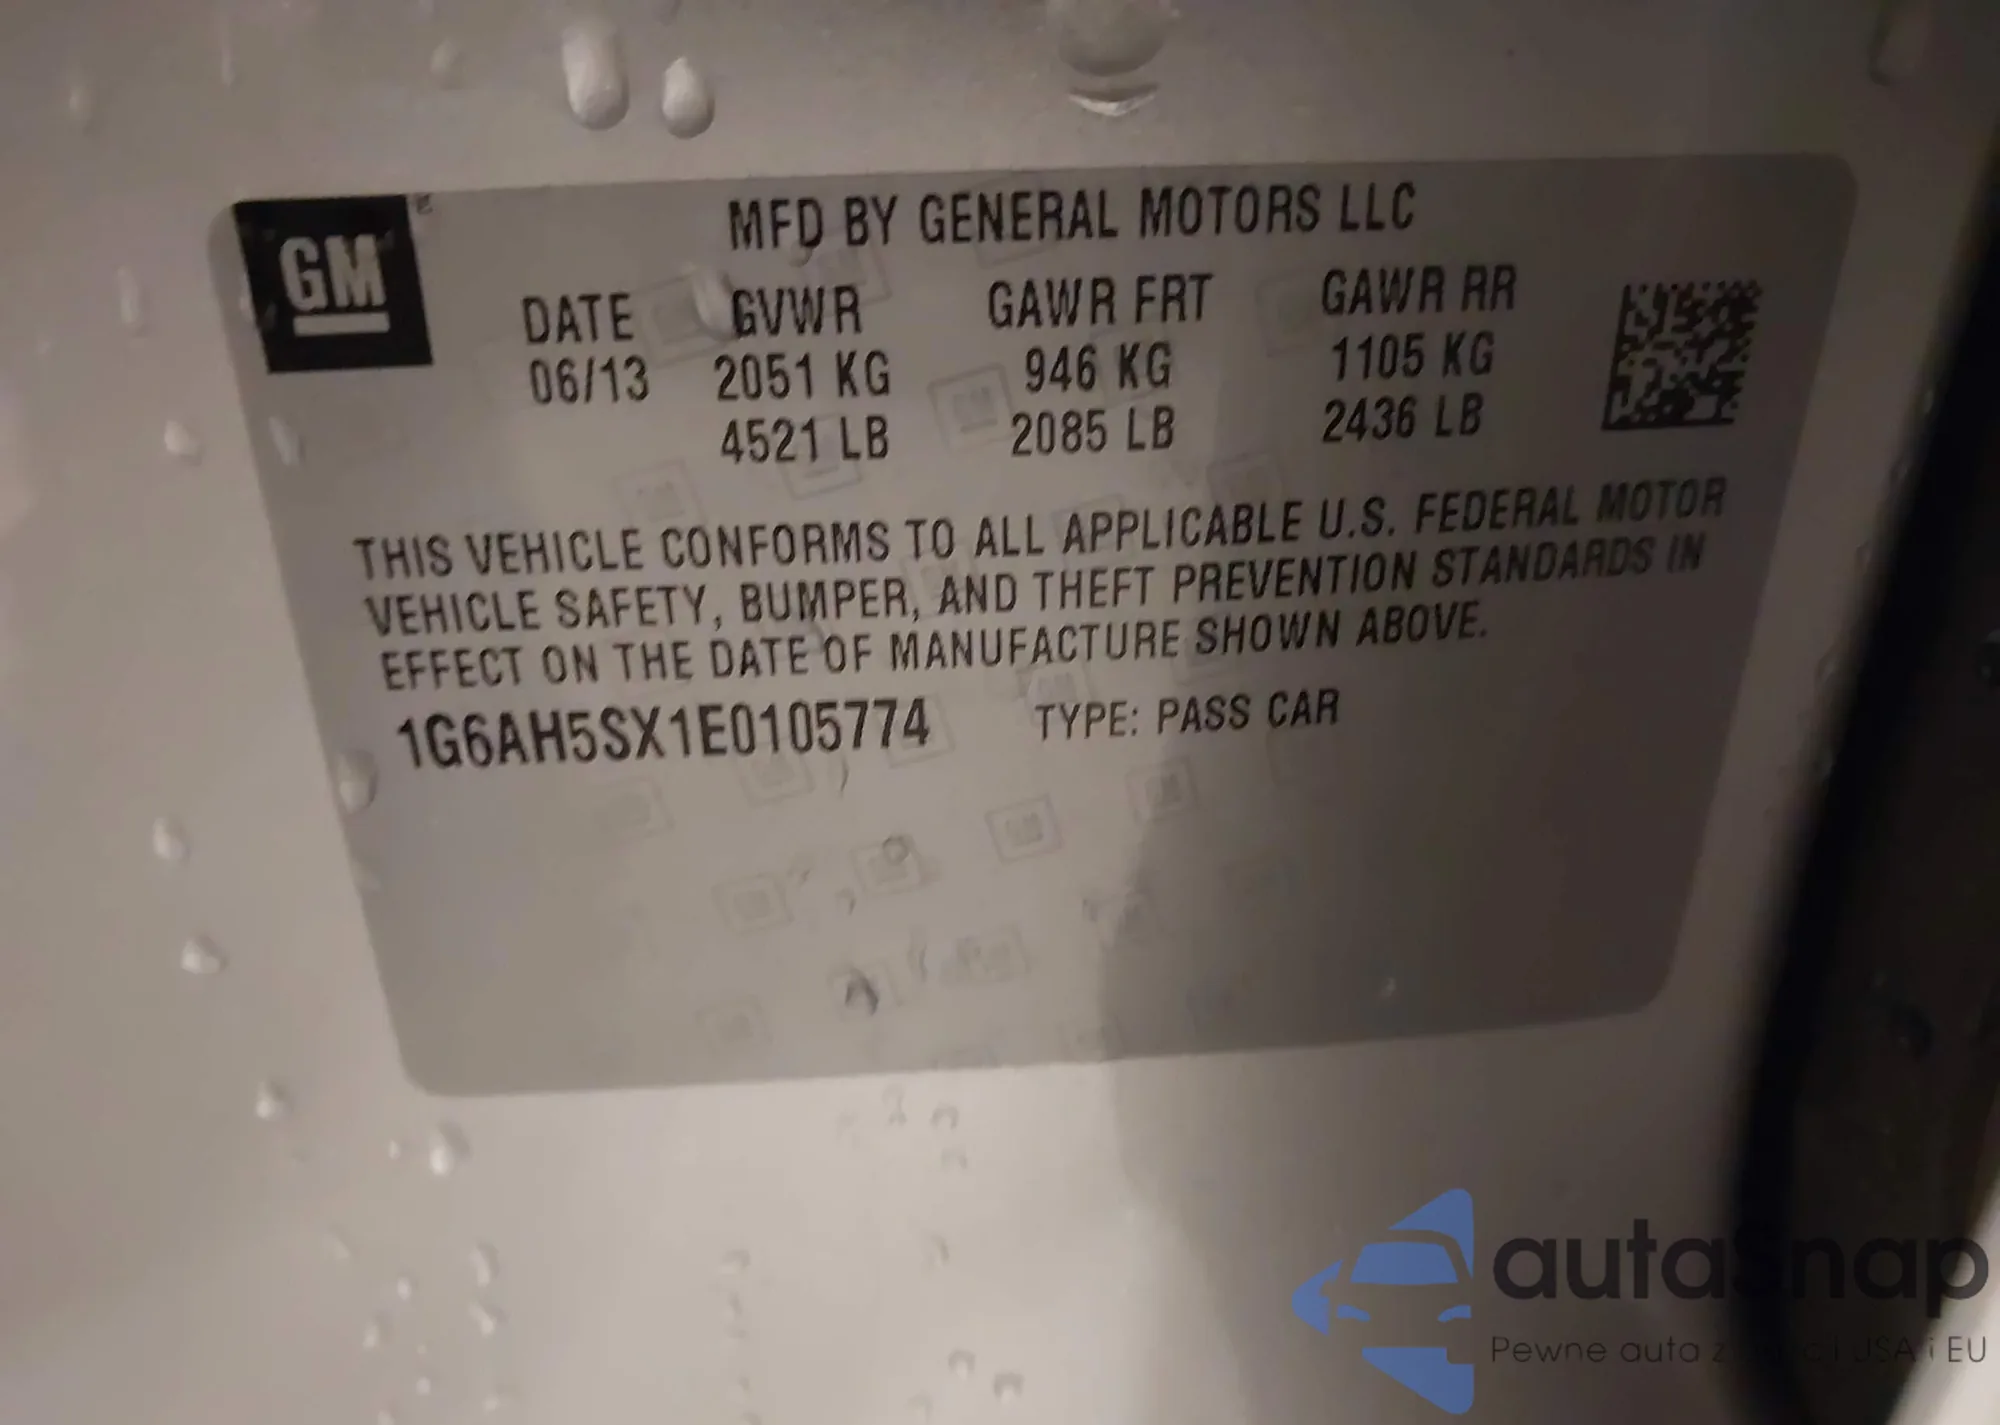 GM
MFD BY GENERAL MOTORS LLC
DATE GVWR GAWR FRT GAWR RR
06/13 2051 KG 946 KG 1105 KG
4521 LB 2085 LB 2436 LB
THIS VEHICLE CONFORMS TO ALL APPLICABLE U.S. FEDERAL MOTOR
VEHICLE SAFETY, BUMPER, AND THEFT PREVENTION STANDARDS IN
EFFECT ON THE DATE OF MANUFACTURE SHOWN ABOVE.
1G6AH5SX1E0105774 TYPE: PASS CAR
autasnap
Pewne auta z USA i EU